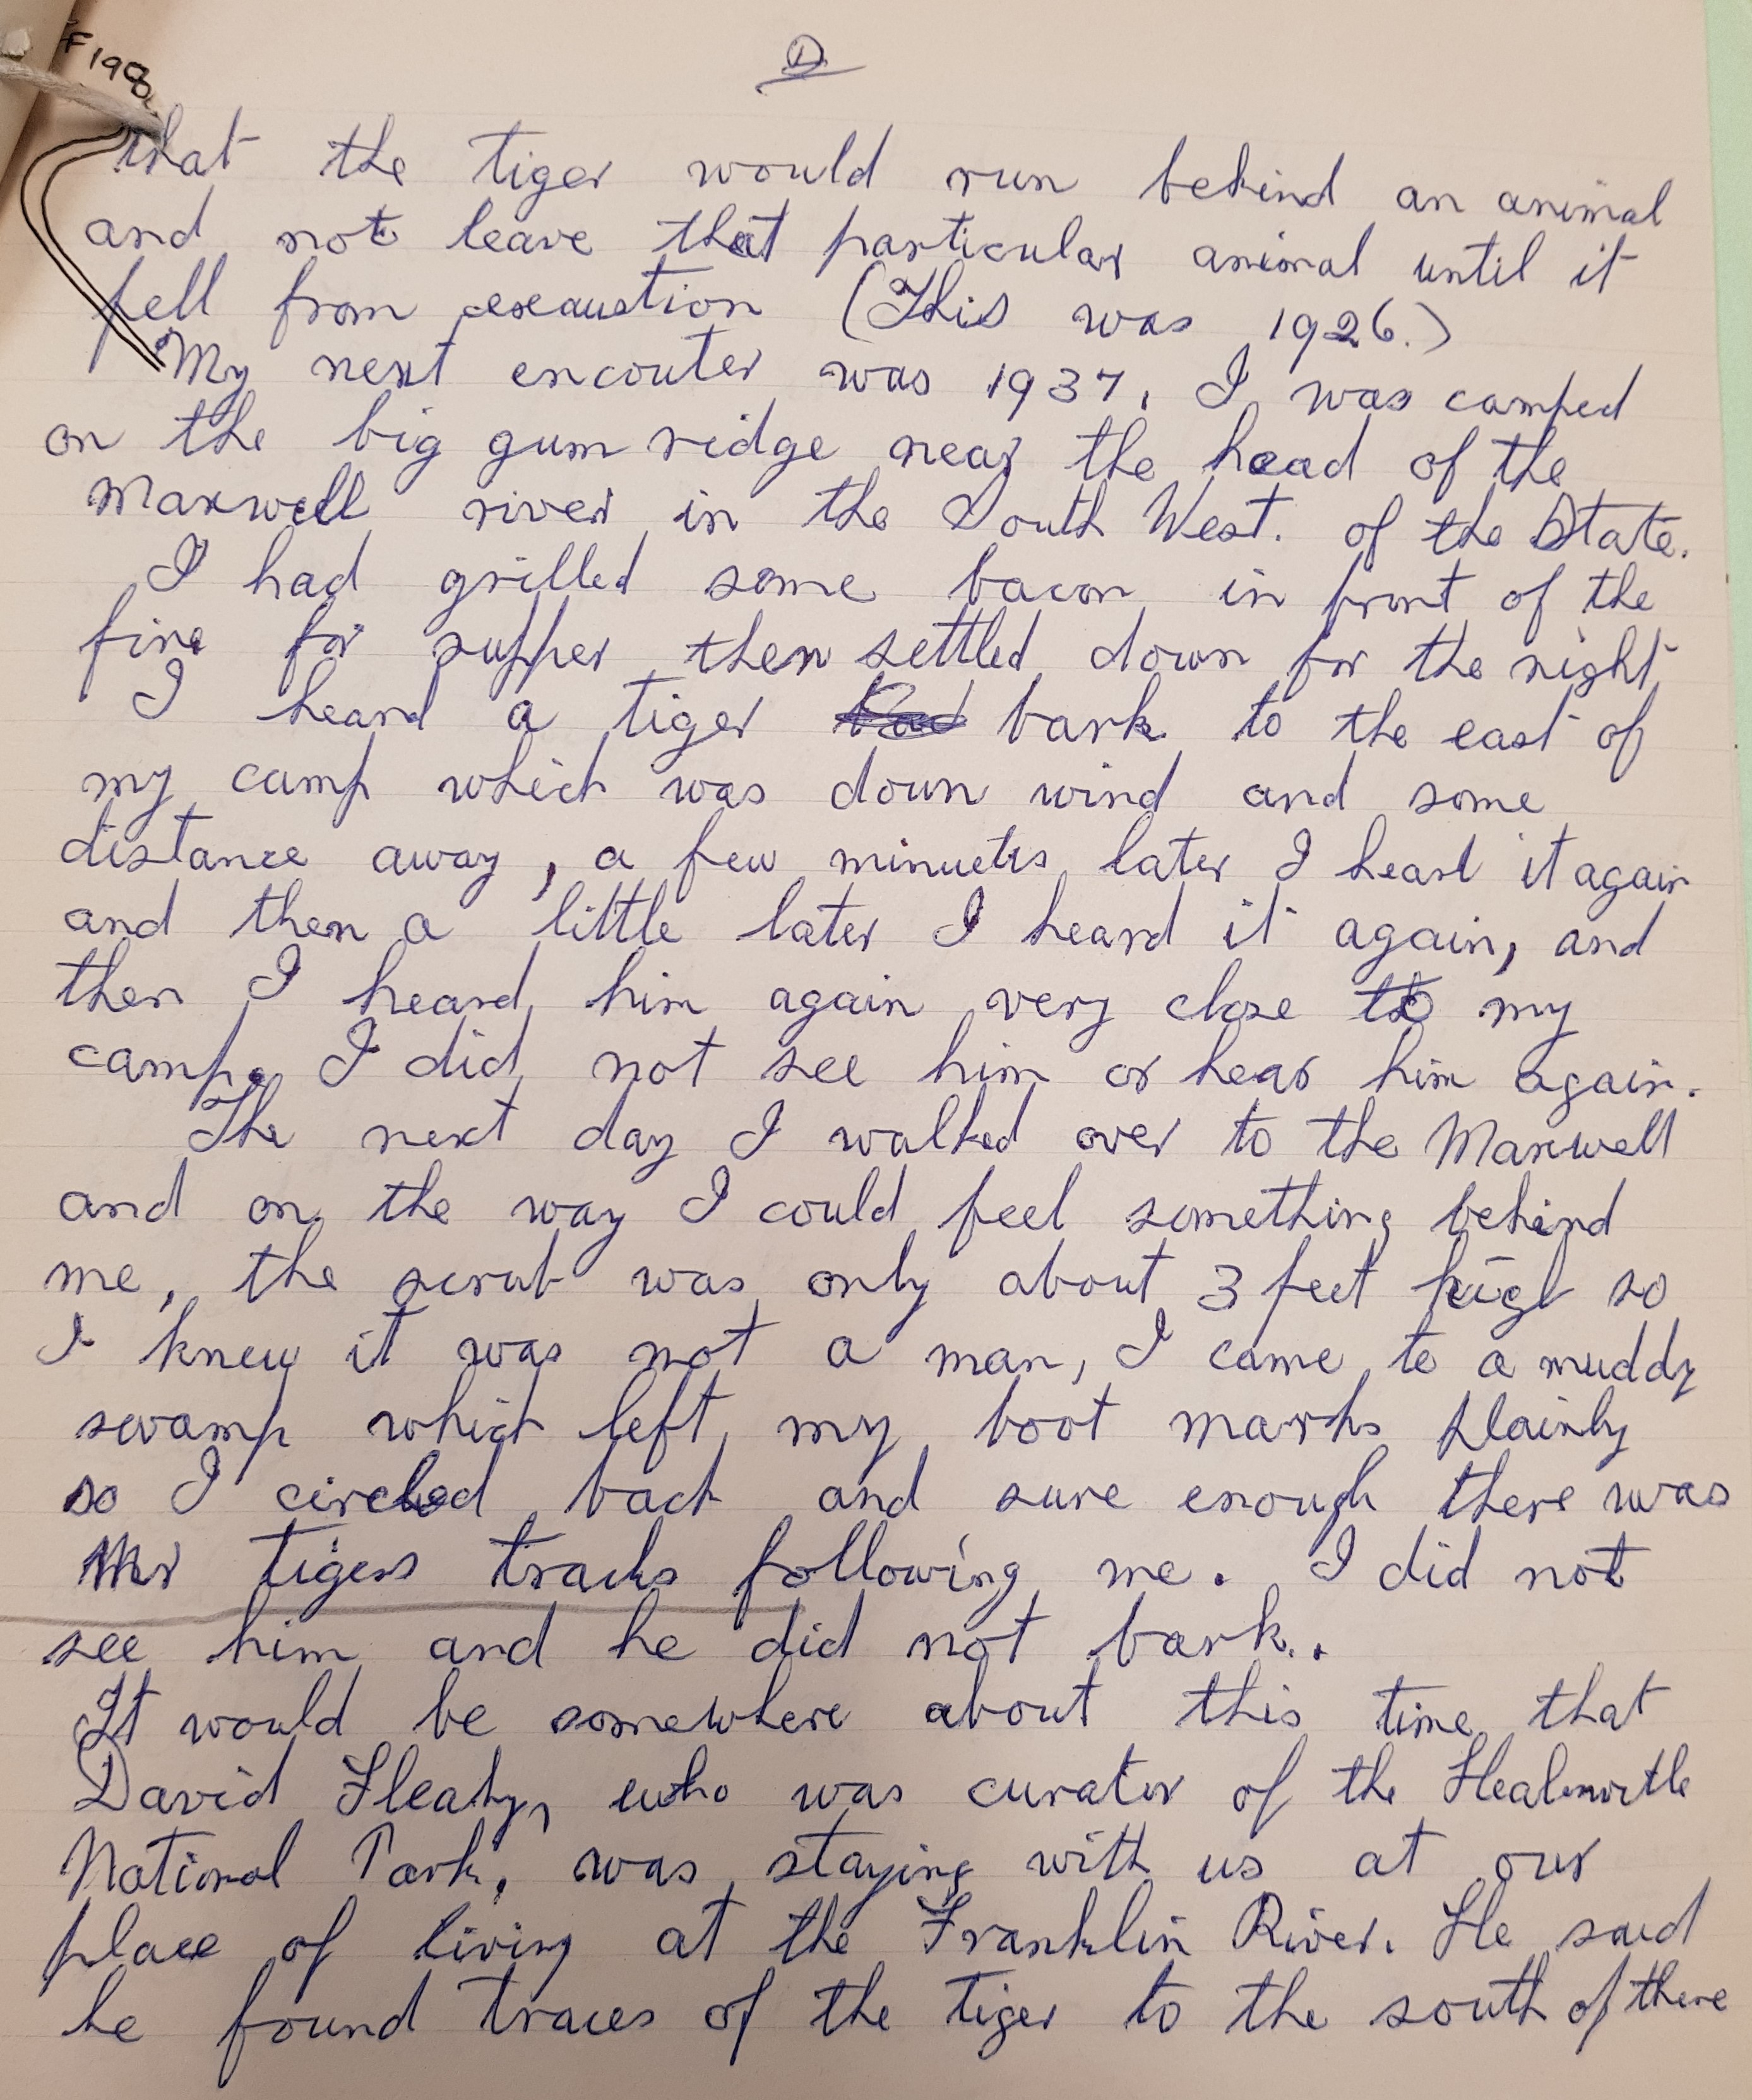 F198
that the tiger would run behind an animal
and not leave that particular animal until it
fell from exeaustion (This was 1926.)
My next encouter was 1937, I was camped
on the big gum ridge near the head of the
Maxwell river in the South West. of the State.
I had grilled some bacon in front of the
fire for supper then settled down for the night
I heard a tiger bark to the east of
my camp which was down wind and some
distance away, a few minuets later I heard it again
and then a little later I heard it again, and
then I heard him again very close to my
camp. I did not see him or hear him again.
The next day I walked over to the Maxwell
and on the way I could feel something behind
me, the scrub was only about 3 feet high so
I knew it was not a man, I came to a muddy
swamp which left my boot marks plainly
so I circled back and sure enough there was
Mr tigers tracks following me. I did not
see him and he did not bark.
It would be somewhere about this time that
David Fleahy, who was curator of the
National Park, was staying with us at our
place of living at the Franklin River. He said
he found traces of the tiger to the south of there